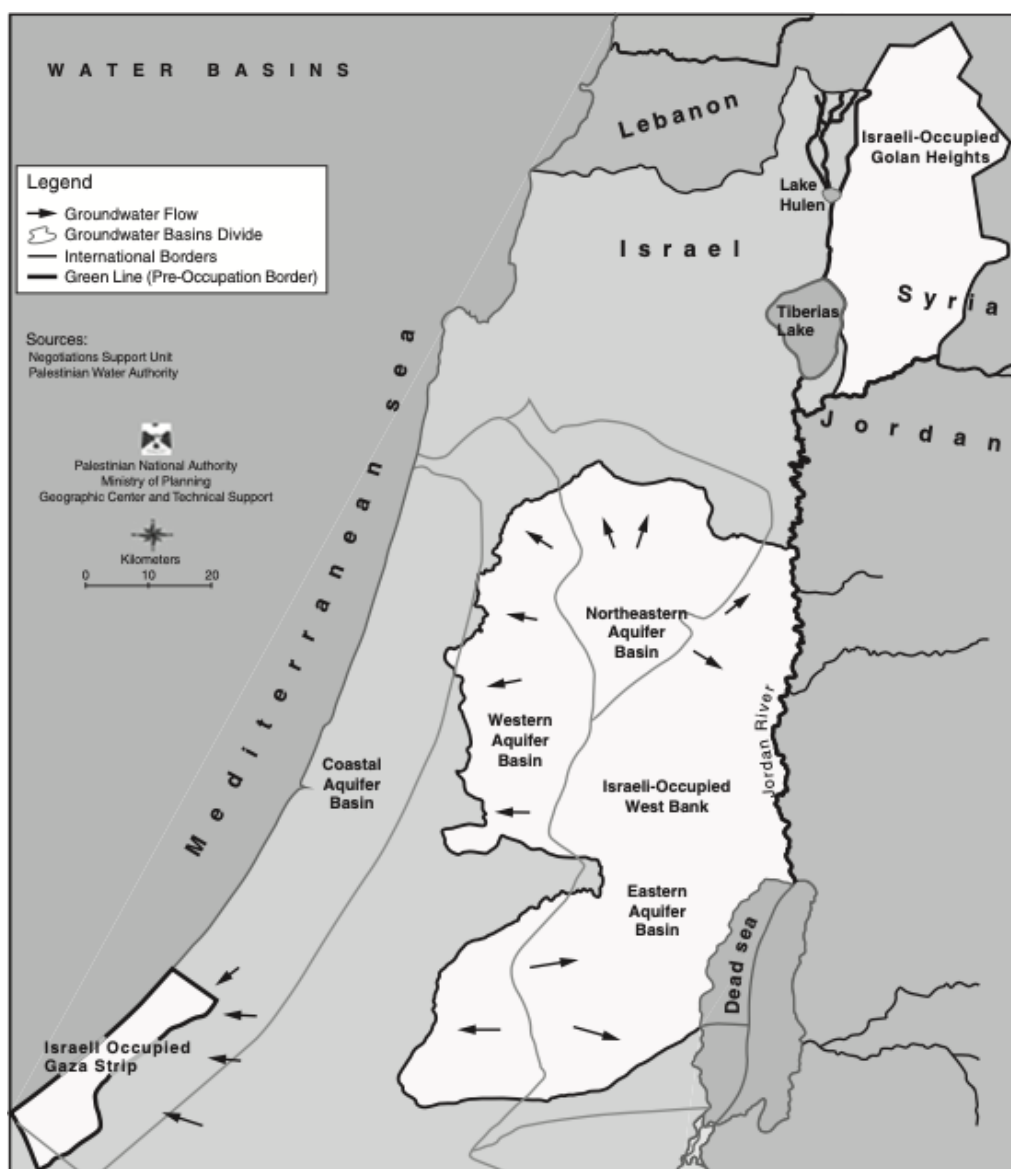 WATER BASINS
Legend
Groundwater Flow
Groundwater Basins Divide
International Borders
Green Line (Pre-Occupation Border)
Sources:
Negotiations Support Unit
Palestinian Water Authority
Palestinian National Authority
Ministry of Planning
Geographic Center and Technical Support
Kilometers
0 10 20
Lebanon
Israeli-Occupied
Golan Heights
Lake
Hulen
Israel
Syria
Tiberias
Lake
Jordan
Mediterranean sea
Northeastern
Aquifer
Basin
Western
Aquifer
Basin
Coastal
Aquifer
Basin
Israeli-Occupied
West Bank
Jordan River
Eastern
Aquifer
Basin
Dead sea
Israeli Occupied
Gaza Strip